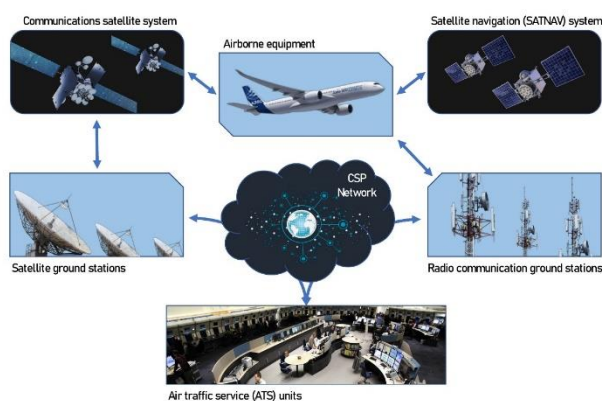 Communications satellite system
Airborne equipment
Satellite navigation (SATNAV) system
CSP
Network
Satellite ground stations
Radio communication ground stations
Air traffic service (ATS) units